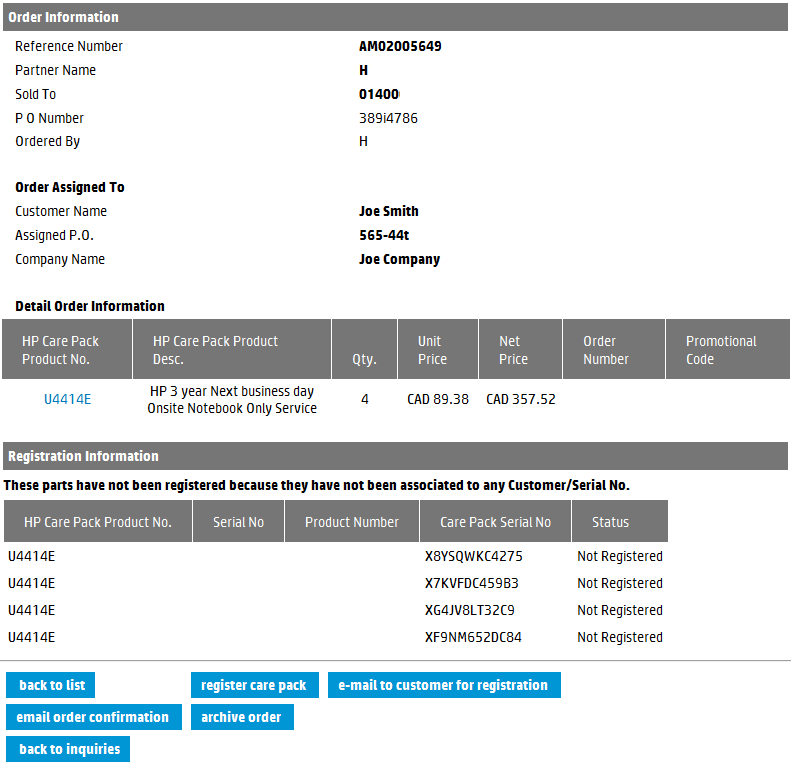 Order Information
Reference Number AM02005649
Partner Name H
Sold To 01400
P O Number 389i4786
Ordered By H
Order Assigned To
Customer Name Joe Smith
Assigned P.O. 565-44t
Company Name Joe Company
Detail Order Information
HP Care Pack Product No. HP Care Pack Product Desc. Qty. Unit Price Net Price Order Number Promotional Code
U4414E HP 3 year Next business day Onsite Notebook Only Service 4 CAD 89.38 CAD 357.52
Registration Information
These parts have not been registered because they have not been associated to any Customer/Serial No.
HP Care Pack Product No. Serial No Product Number Care Pack Serial No Status
U4414E X8YSQWKC4275 Not Registered
U4414E X7KVFDC459B3 Not Registered
U4414E XG4JV8LT32C9 Not Registered
U4414E XF9NM652DC84 Not Registered
back to list register care pack e-mail to customer for registration
email order confirmation archive order
back to inquiries